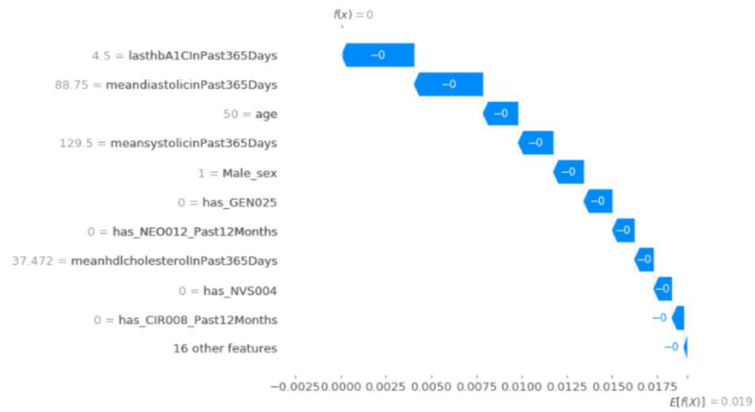 f(x) = 0
4.5 = lasthbA1CInPast365Days
−0
88.75 = meandiastolicinPast365Days
−0
50 = age
−0
129.5 = meansystolicinPast365Days
−0
1 = Male_sex
−0
0 = has_GEN025
−0
0 = has_NEO012_Past12Months
−0
37.472 = meanhdlcholesterolInPast365Days
−0
0 = has_NVS004
−0
0 = has_CIR008_Past12Months
−0
16 other features
−0
−0.0025 0.0000 0.0025 0.0050 0.0075 0.0100 0.0125 0.0150 0.0175
E[f(X)] = 0.019